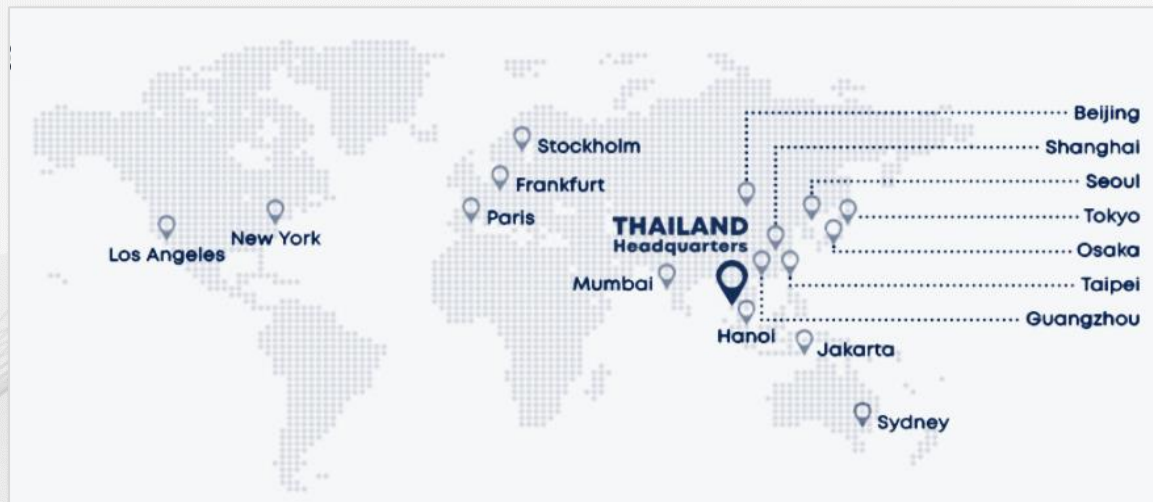 Beijing
Shanghai
Stockholm
Seoul
Frankfurt
Tokyo
Paris
THAILAND
Headquarters
New York
Los Angeles
Osaka
Mumbai
Taipei
Guangzhou
Hanoi
Jakarta
Sydney